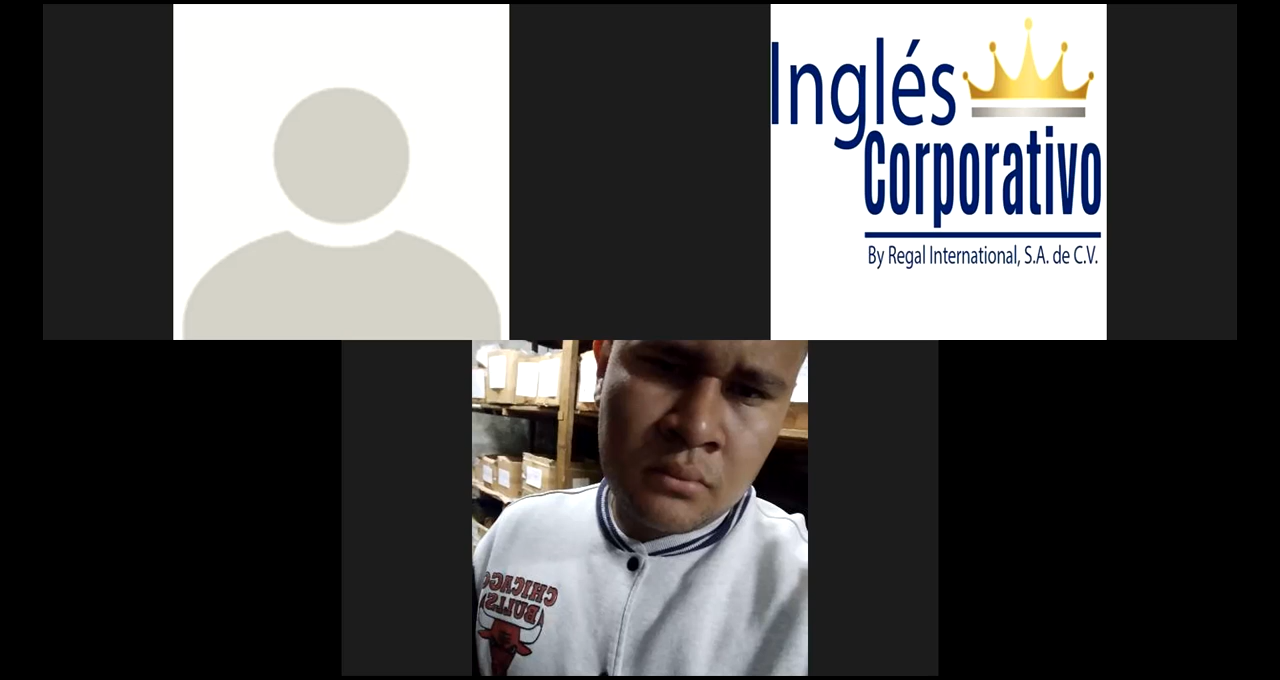 Inglés
Corporativo
By Regal International, S.A. de C.V.
CHICAGO
BULLS